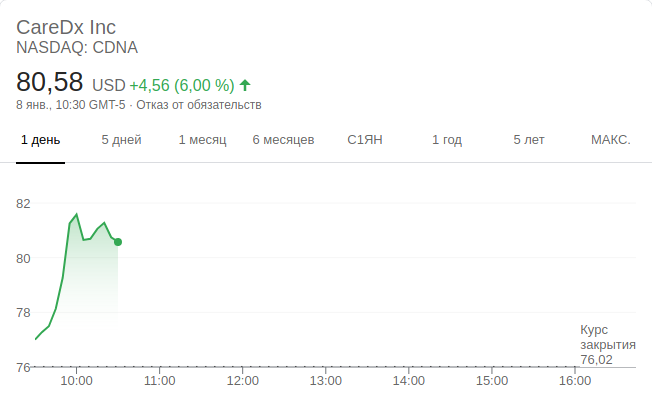 CareDx Inc
NASDAQ: CDNA
80,58 USD +4,56 (6,00 %)
8 янв., 10:30 GMT-5 · Отказ от обязательств
1 день 5 дней 1 месяц 6 месяцев С1ЯН 1 год 5 лет МАКС.
82
80
78
Курс
закрытия
76,02
76
10:00 11:00 12:00 13:00 14:00 15:00 16:00